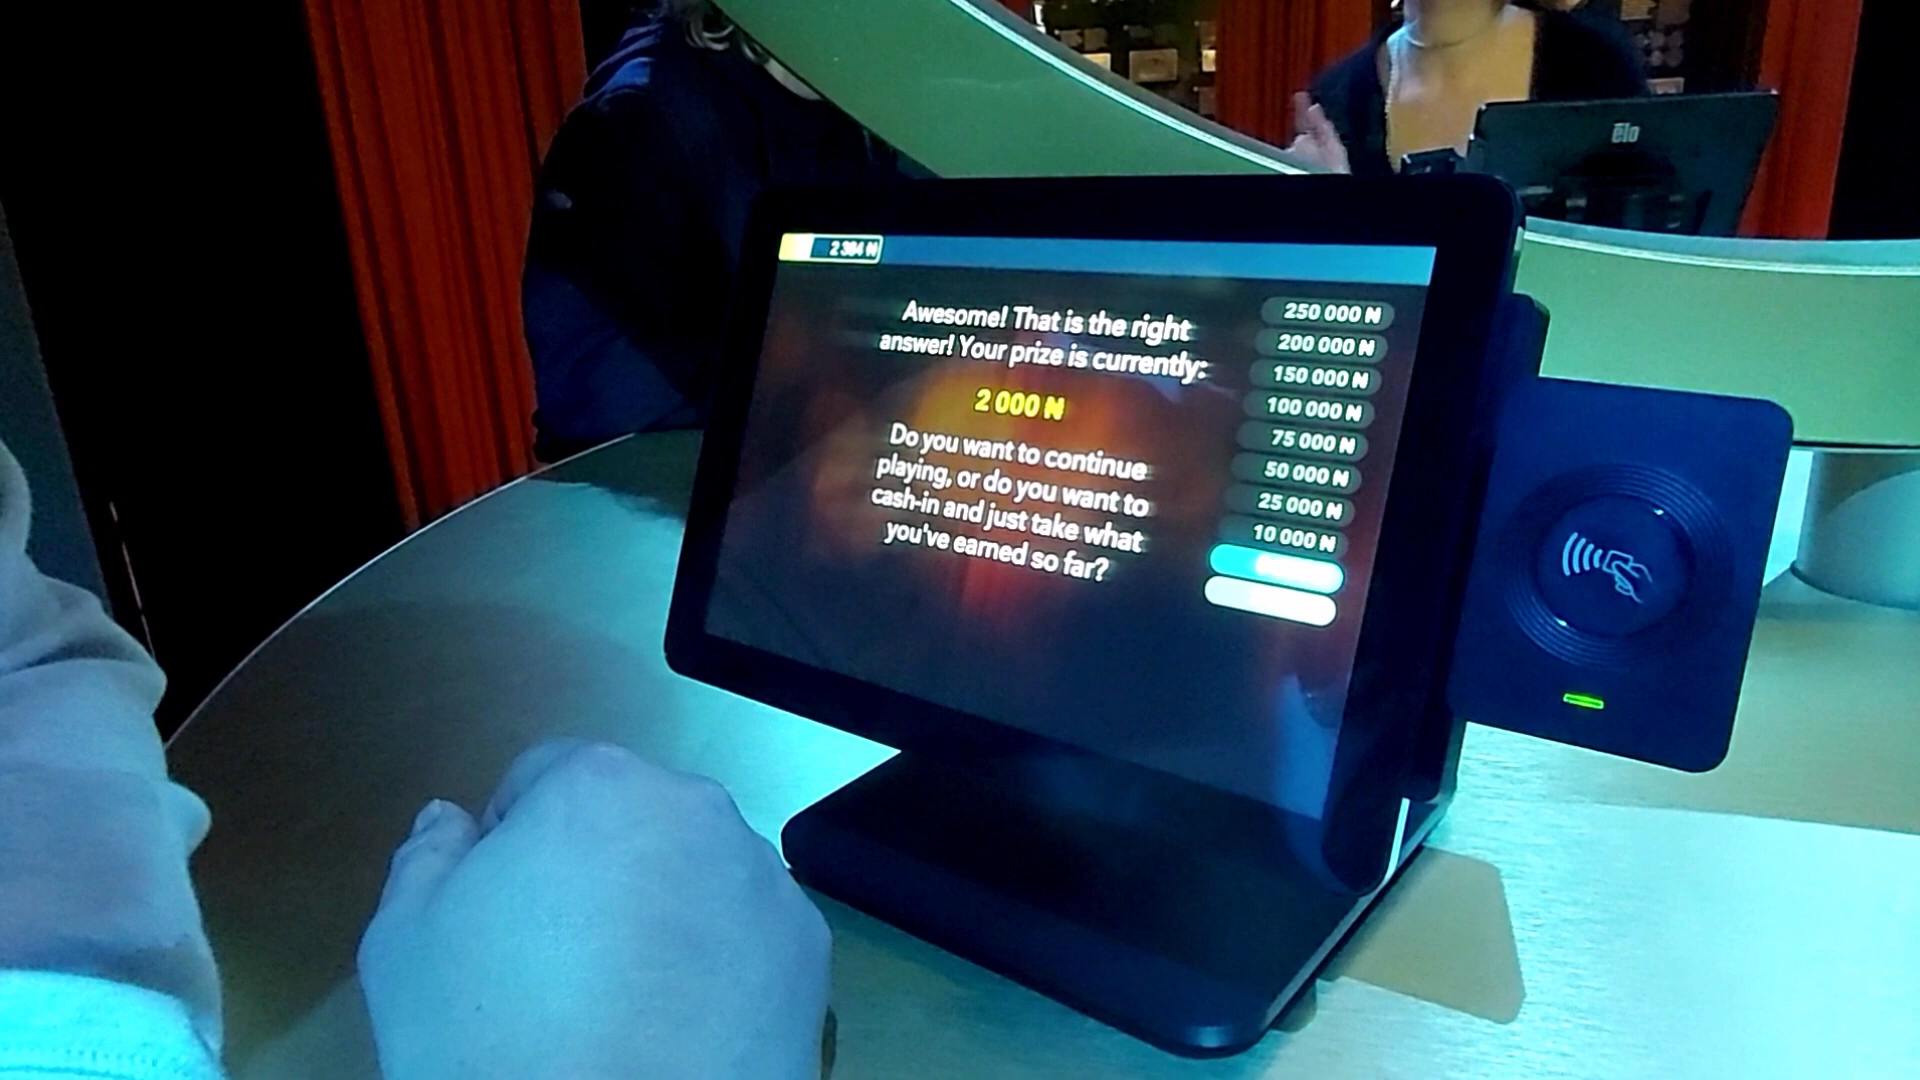 elo
2 384 N
Awesome! That is the right
answer! Your prize is currently:
2 000 N
Do you want to continue
playing, or do you want to
cash-in and just take what
you've earned so far?
250 000 N
200 000 N
150 000 N
100 000 N
75 000 N
50 000 N
25 000 N
10 000 N